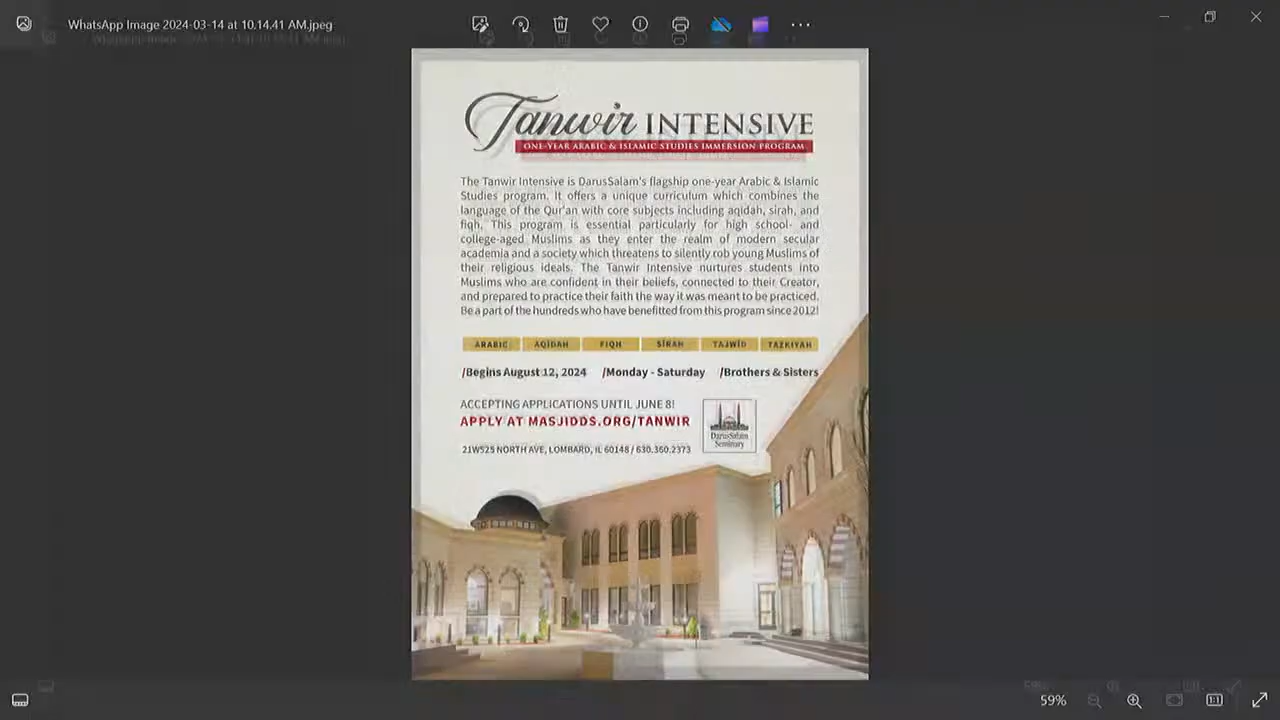 WhatsApp Image 2024-03-14 at 10.14.41 AM.jpeg
Tanwir INTENSIVE
ONE-YEAR ARABIC & ISLAMIC STUDIES IMMERSION PROGRAM
The Tanwir Intensive is DarusSalam's flagship one-year Arabic & Islamic
Studies program. It offers a unique curriculum which combines the
language of the Qur'an with core subjects including aqidah, sirah, and
fiqh. This program is essential particularly for high school- and
college-aged Muslims as they enter the realm of modern secular
academia and a society which threatens to silently rob young Muslims of
their religious ideals. The Tanwir Intensive nurtures students into
Muslims who are confident in their beliefs, connected to their Creator,
and prepared to practice their faith the way it was meant to be practiced.
Be a part of the hundreds who have benefitted from this program since 2012!
ARABIC AQĪDAH FIQH SĪRAH TAJWĪD TAZKIYAH
/Begins August 12, 2024 /Monday - Saturday /Brothers & Sisters
ACCEPTING APPLICATIONS UNTIL JUNE 8!
APPLY AT MASJIDDS.ORG/TANWIR
DarusSalam
Seminary
21W525 NORTH AVE, LOMBARD, IL 60148 / 630.360.2373
59%
1:1